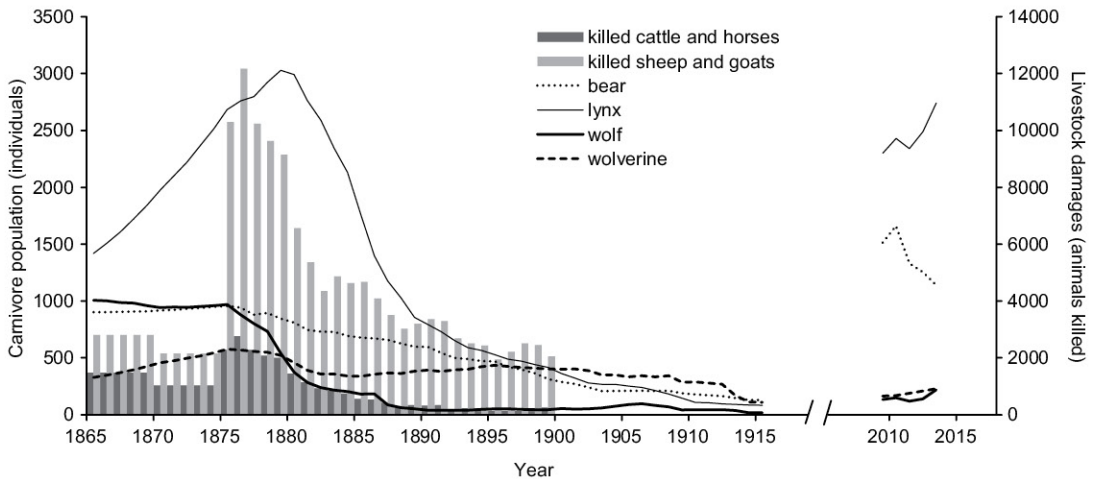 3500
3000
2500
2000
1500
1000
500
0
Carnivore population (individuals)
killed cattle and horses
killed sheep and goats
bear
lynx
wolf
wolverine
14000
12000
10000
8000
6000
4000
2000
0
Livestock damages (animals killed)
1865 1870 1875 1880 1885 1890 1895 1900 1905 1910 1915 2010 2015
Year